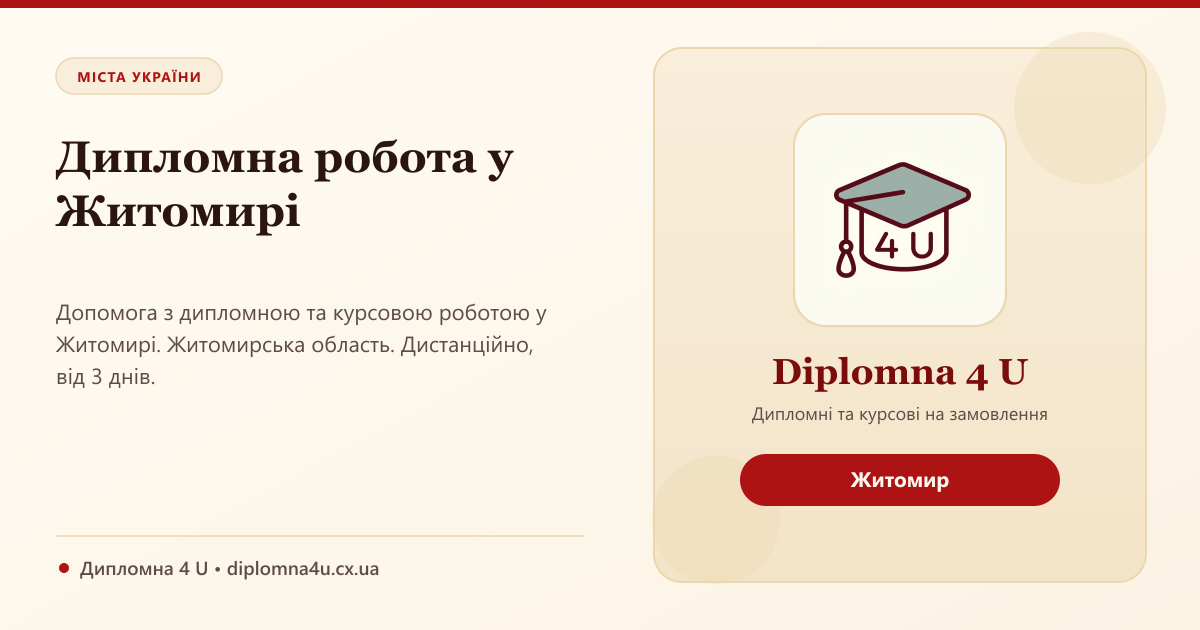 МІСТА УКРАЇНИ
Дипломна робота у
Житомирі
Допомога з дипломною та курсовою роботою у
Житомирі. Житомирська область. Дистанційно,
від 3 днів.
Дипломна 4 U • diplomna4u.cx.ua
4 U
Diplomna 4 U
Дипломні та курсові на замовлення
Житомир